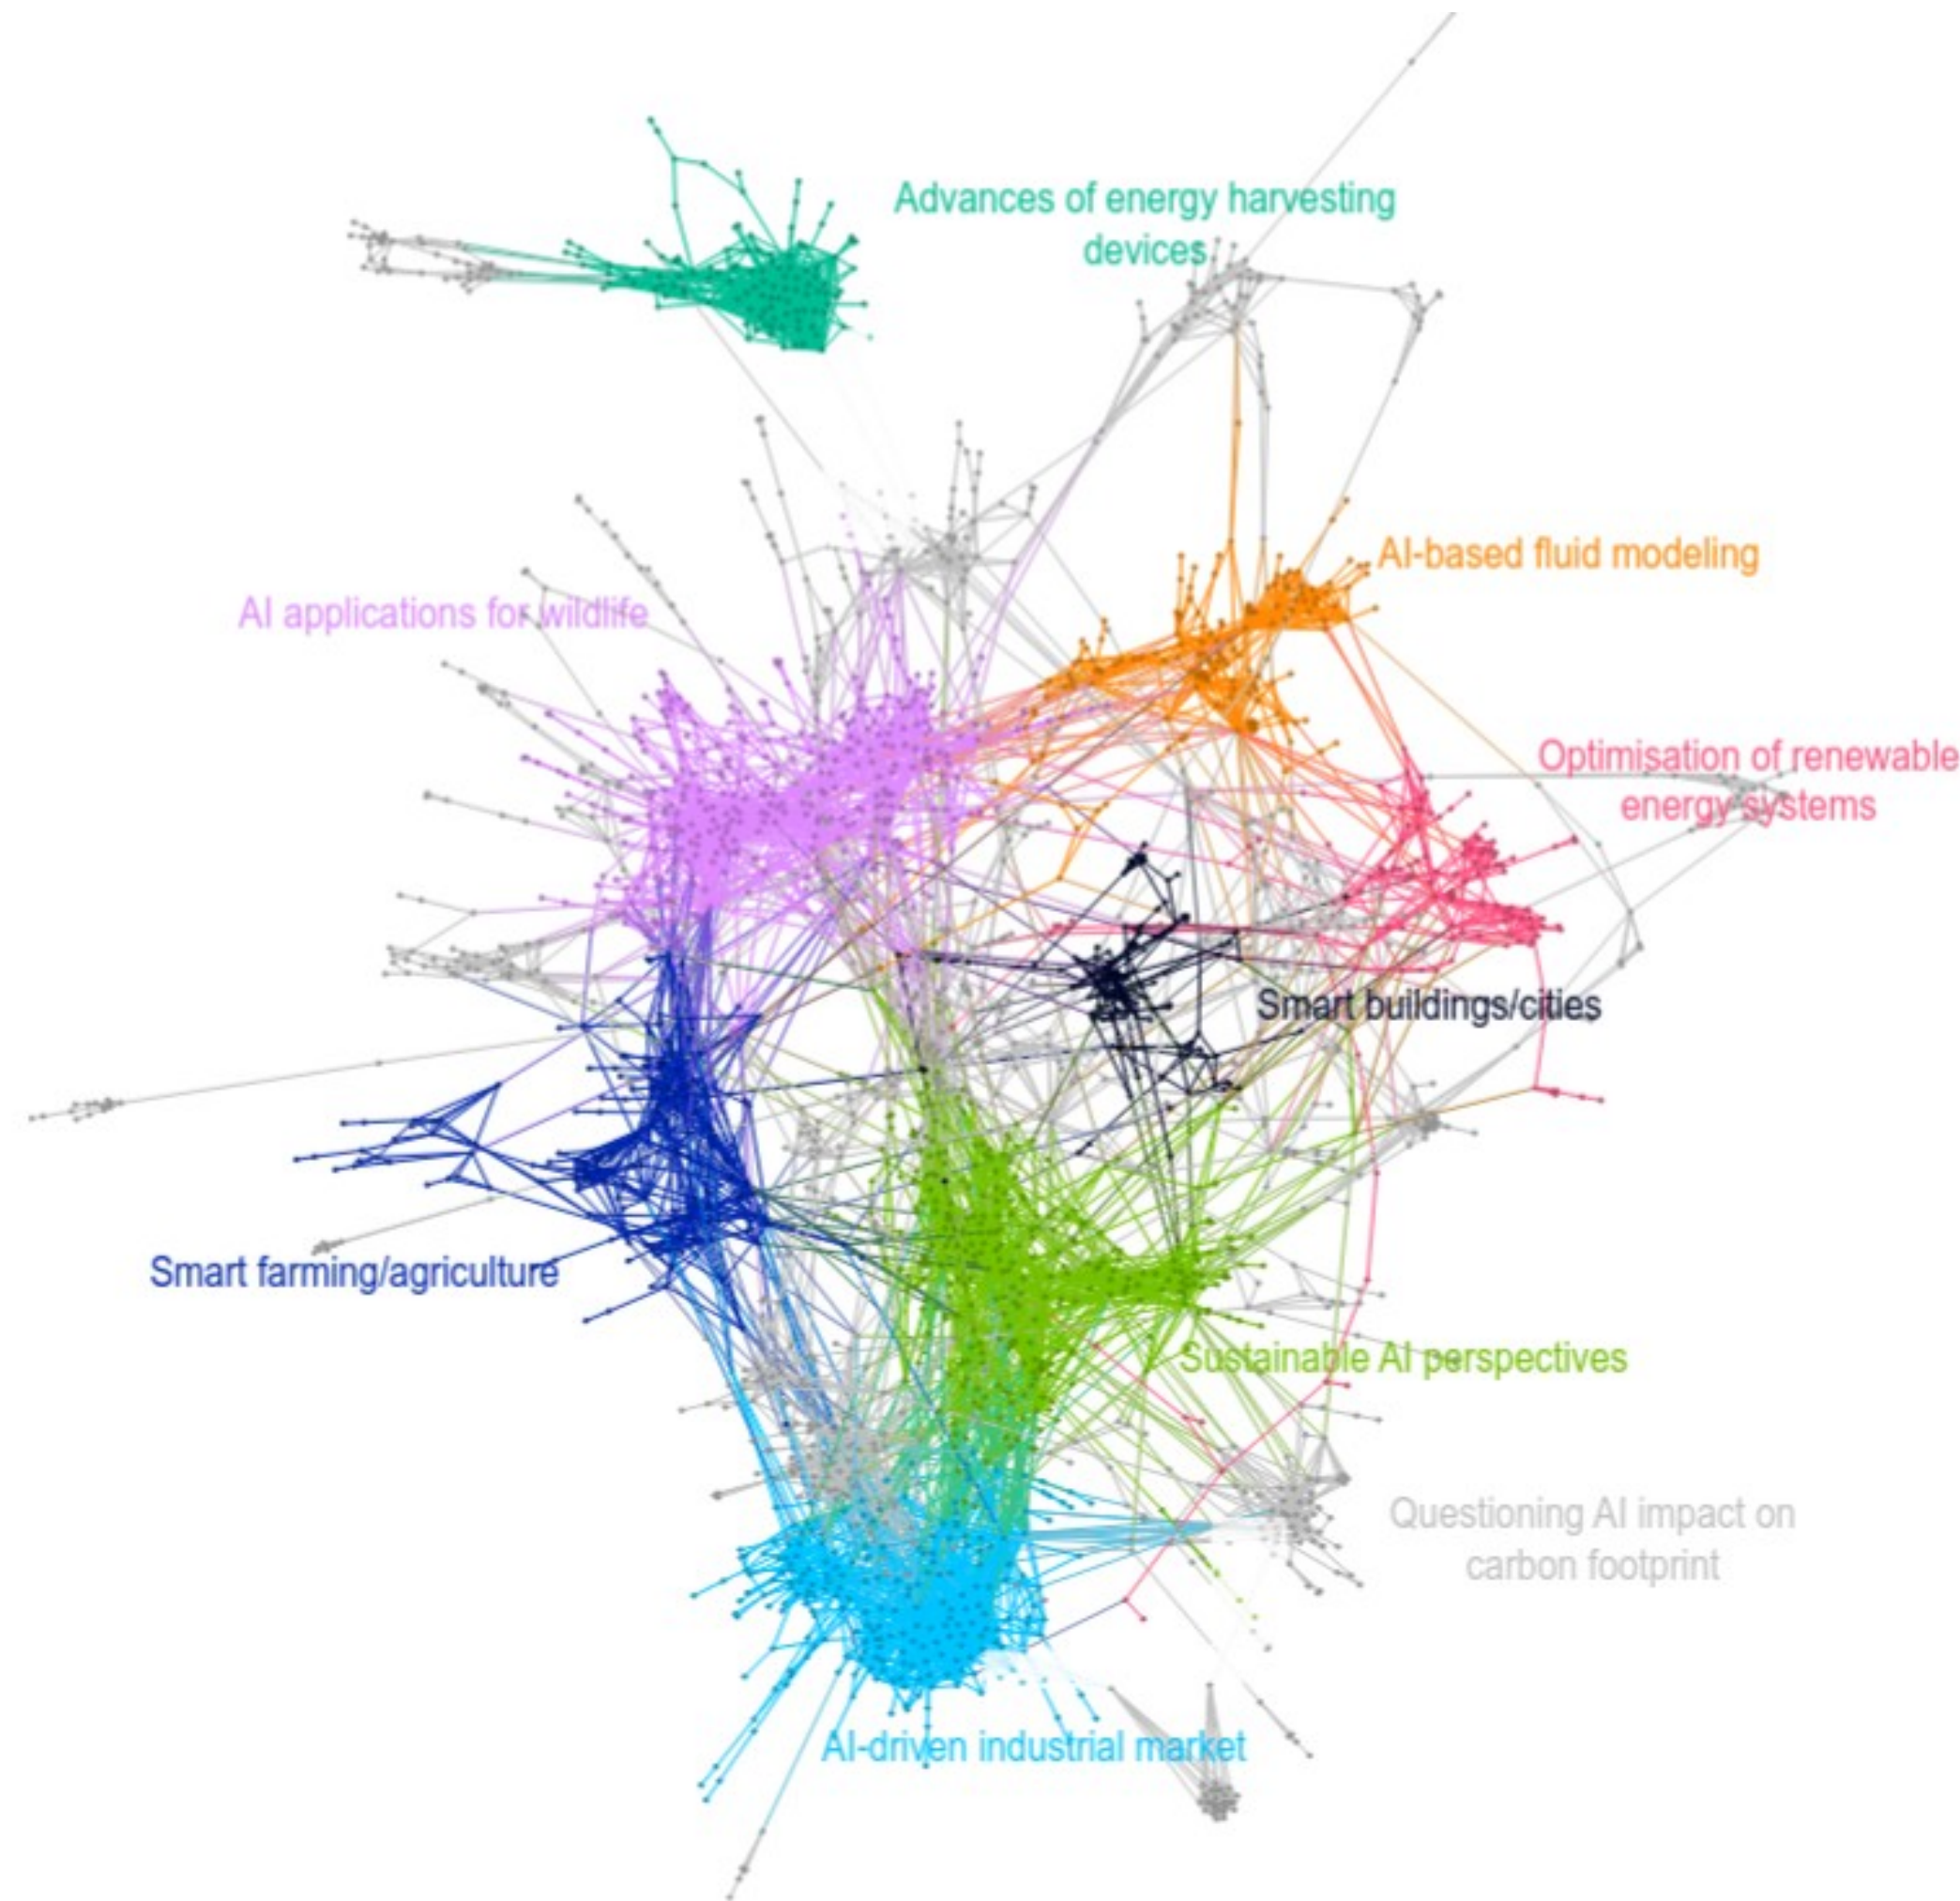 Advances of energy harvesting
devices
AI-based fluid modeling
AI applications for wildlife
Optimisation of renewable
energy systems
Smart buildings/cities
Smart farming/agriculture
Sustainable AI perspectives
Questioning AI impact on
carbon footprint
AI-driven industrial market